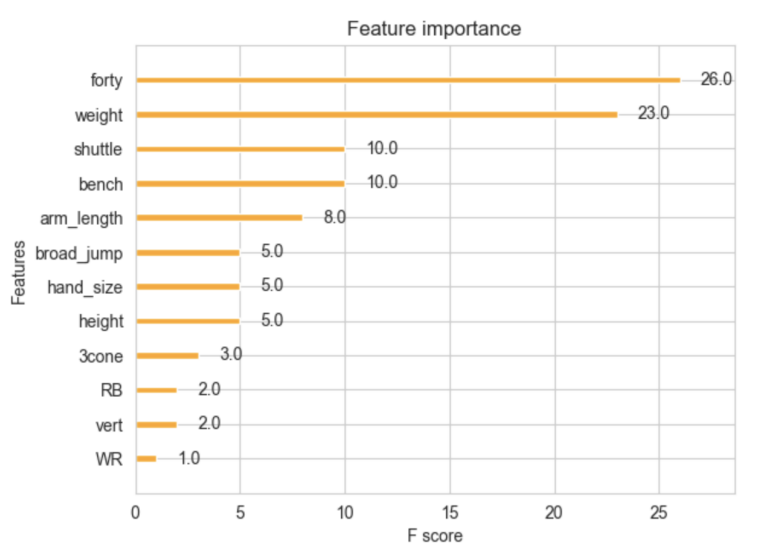 Feature importance
forty 26.0
weight 23.0
shuttle 10.0
bench 10.0
arm_length 8.0
broad_jump 5.0
hand_size 5.0
height 5.0
3cone 3.0
RB 2.0
vert 2.0
WR 1.0
Features
0 5 10 15 20 25
F score